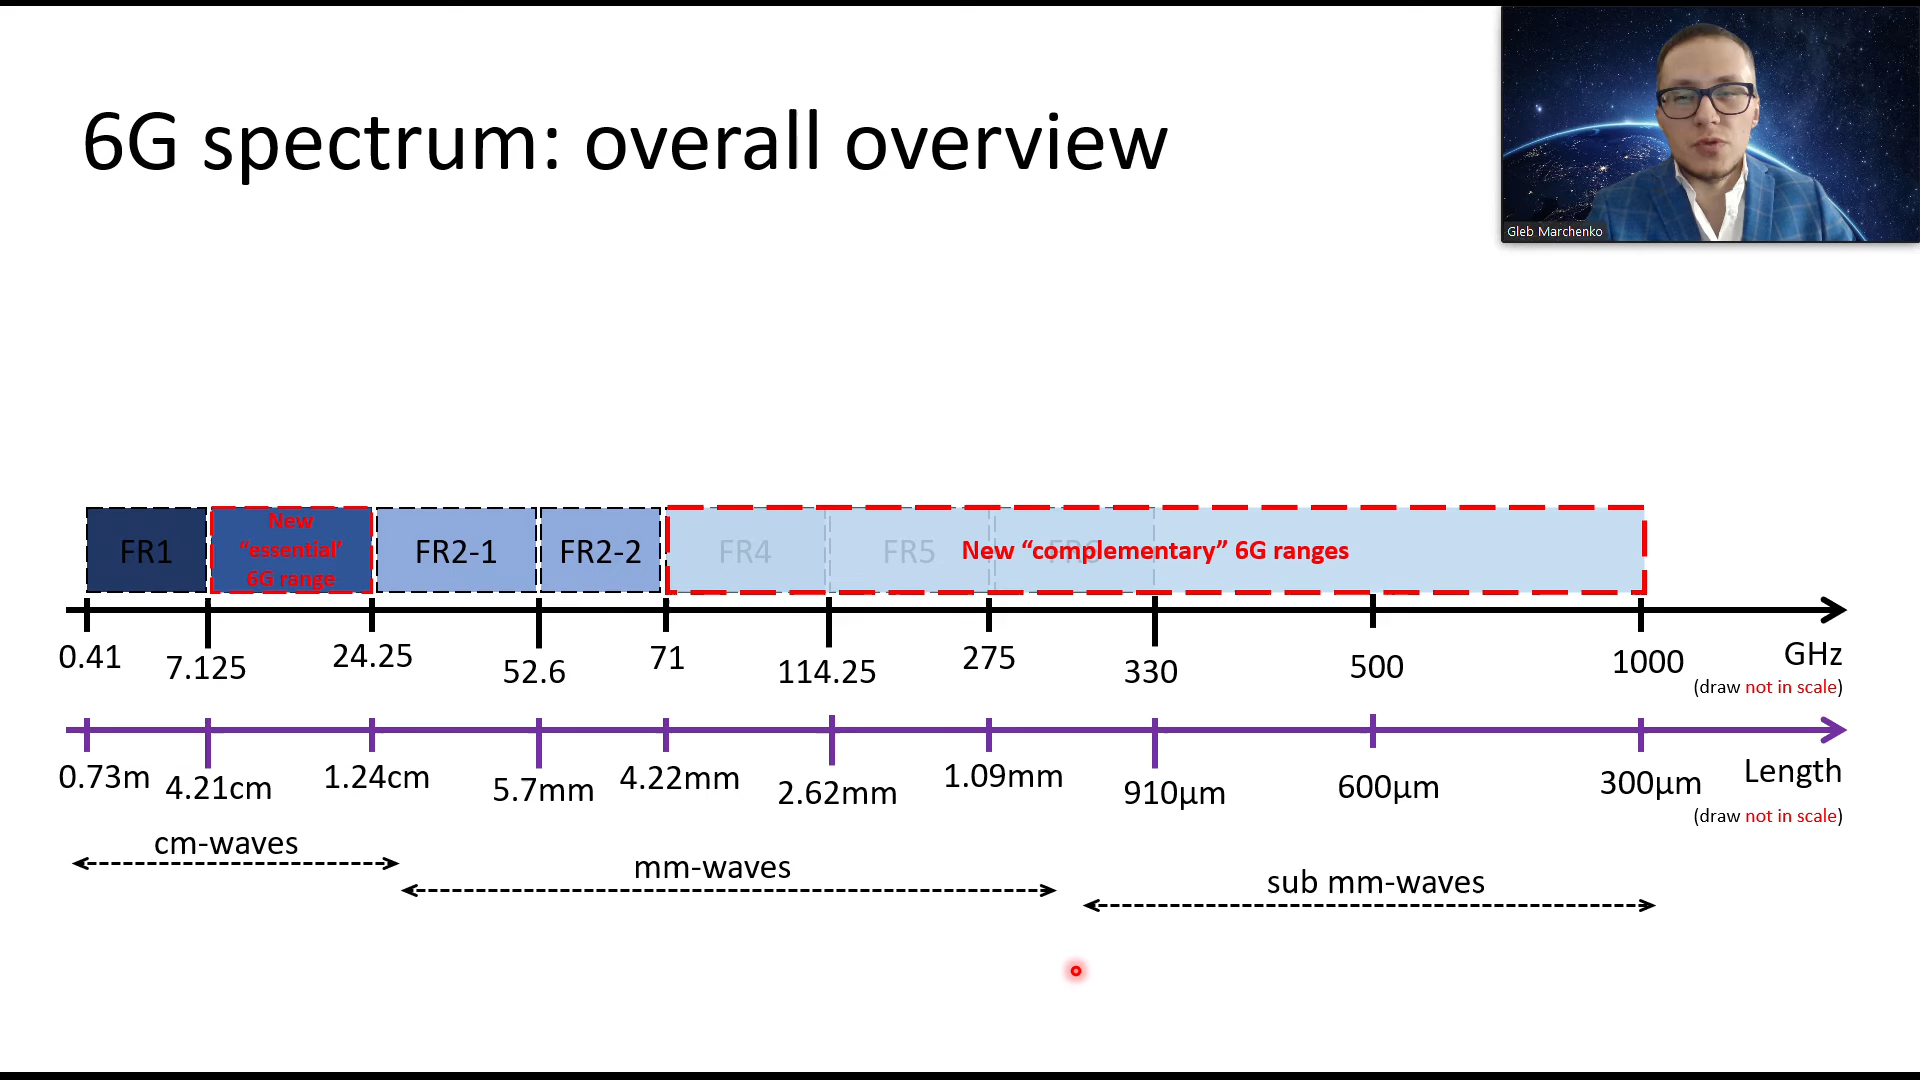 6G spectrum: overall overview
Gleb Marchenko
FR1
New
“essential’
6G range
FR2-1
FR2-2
FR4
FR5
FR6
New “complementary” 6G ranges
0.41
7.125
24.25
52.6
71
114.25
275
330
500
1000
GHz
(draw not in scale)
0.73m
4.21cm
1.24cm
5.7mm
4.22mm
2.62mm
1.09mm
910µm
600µm
300µm
Length
(draw not in scale)
cm-waves
mm-waves
sub mm-waves